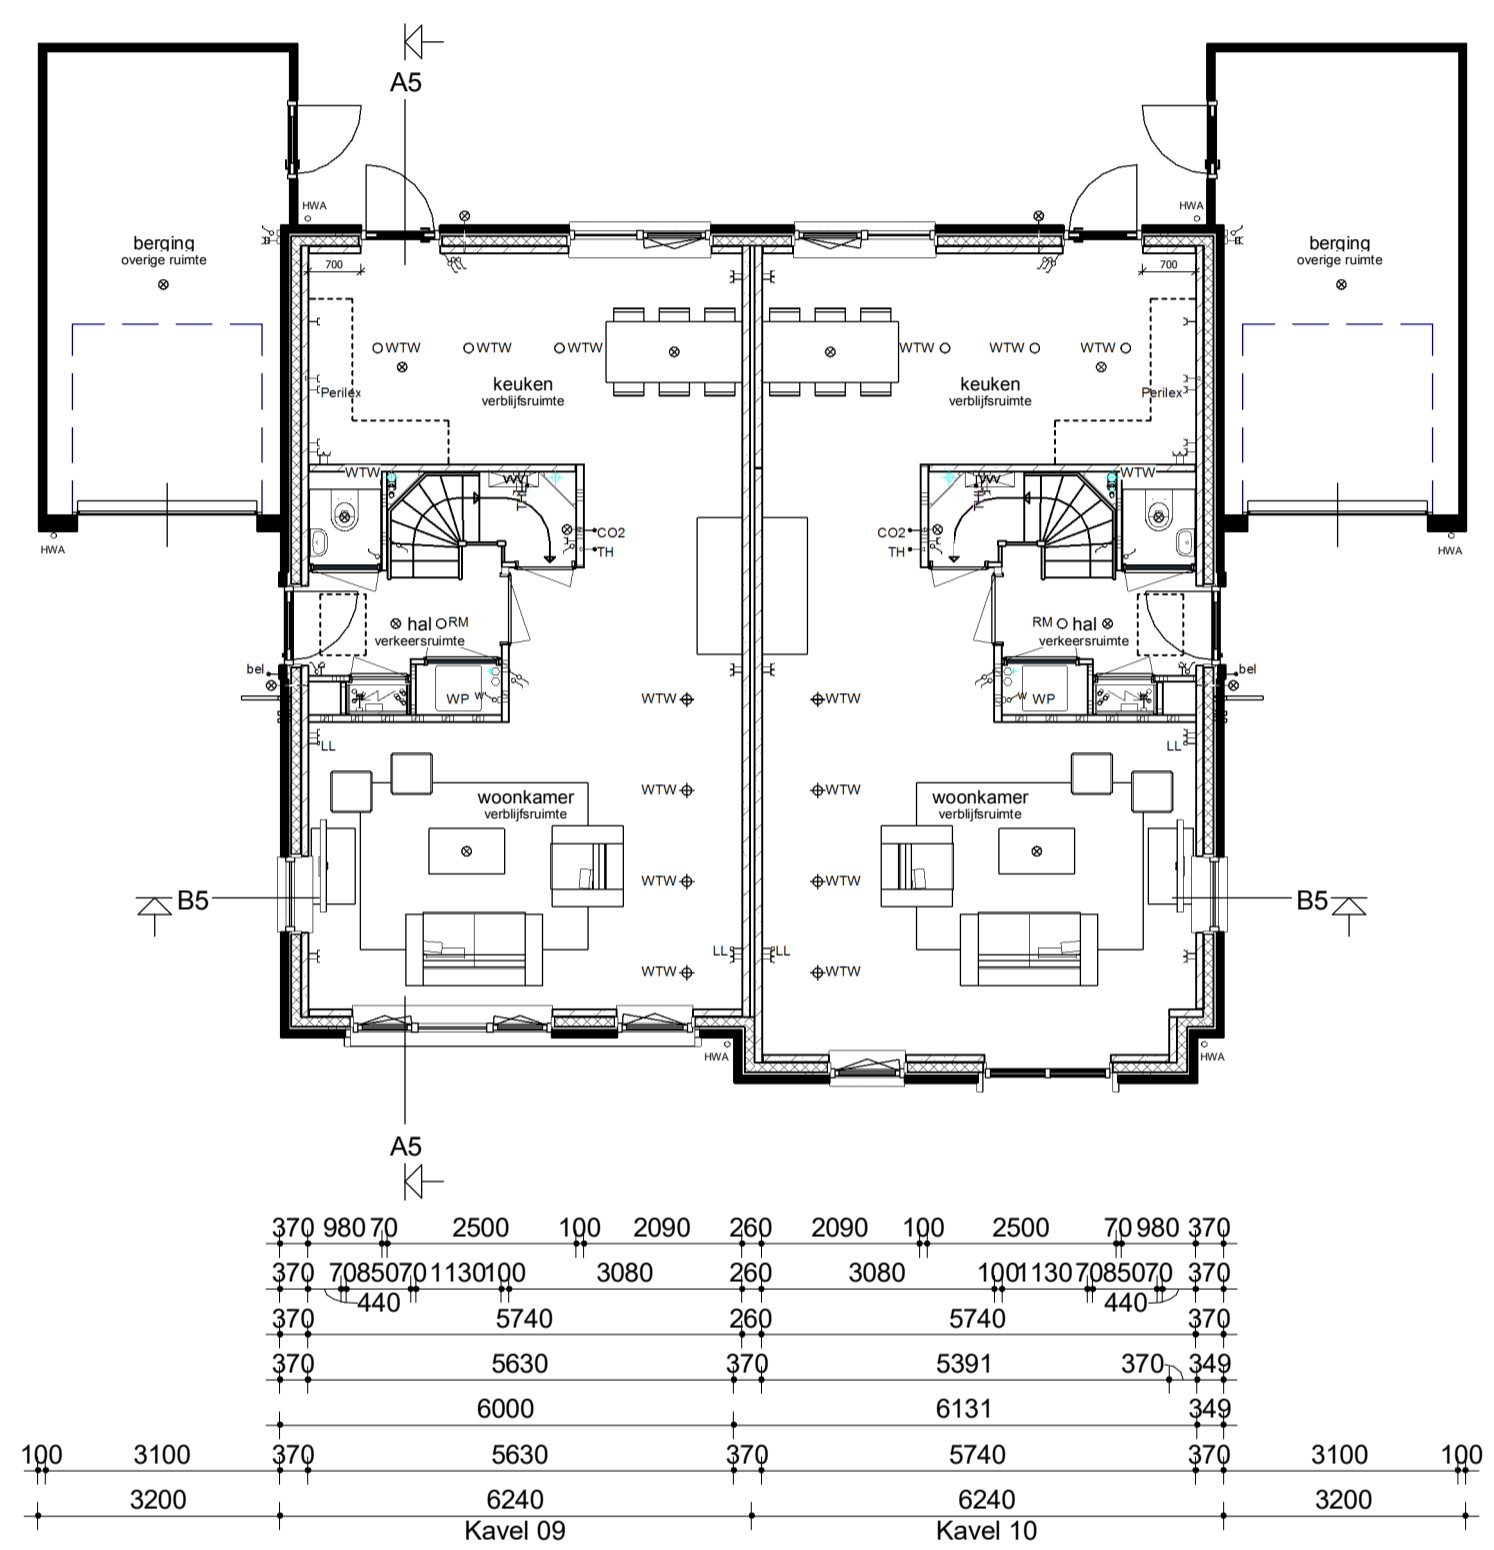 A5
HWA
HWA
berging
overige ruimte
berging
overige ruimte
700
700
WTW
WTW
WTW
WTW
WTW
WTW
keuken
verblijfsruimte
keuken
verblijfsruimte
Perilex
Perilex
WTW
WTW
TH
TH
CO2
TH
CO2
TH
HWA
HWA
hal
RM
verkeersruimte
RM
hal
verkeersruimte
bel
bel
WP
W
W
WP
WTW
WTW
LL
LL
WTW
WTW
woonkamer
verblijfsruimte
woonkamer
verblijfsruimte
WTW
WTW
B5
B5
LL
LL
WTW
WTW
HWA
HWA
A5
370 980 70 2500 100 2090 260 2090 100 2500 70 980 370
370 70 850 70 1130 100 3080 260 3080 100 1130 70 850 70 370
440 440
370 5740 260 5740 370
370 5630 370 5391 370 349
6000 6131 349
100 3100 370 5630 370 5740 370 3100 100
3200 6240 6240 3200
Kavel 09 Kavel 10